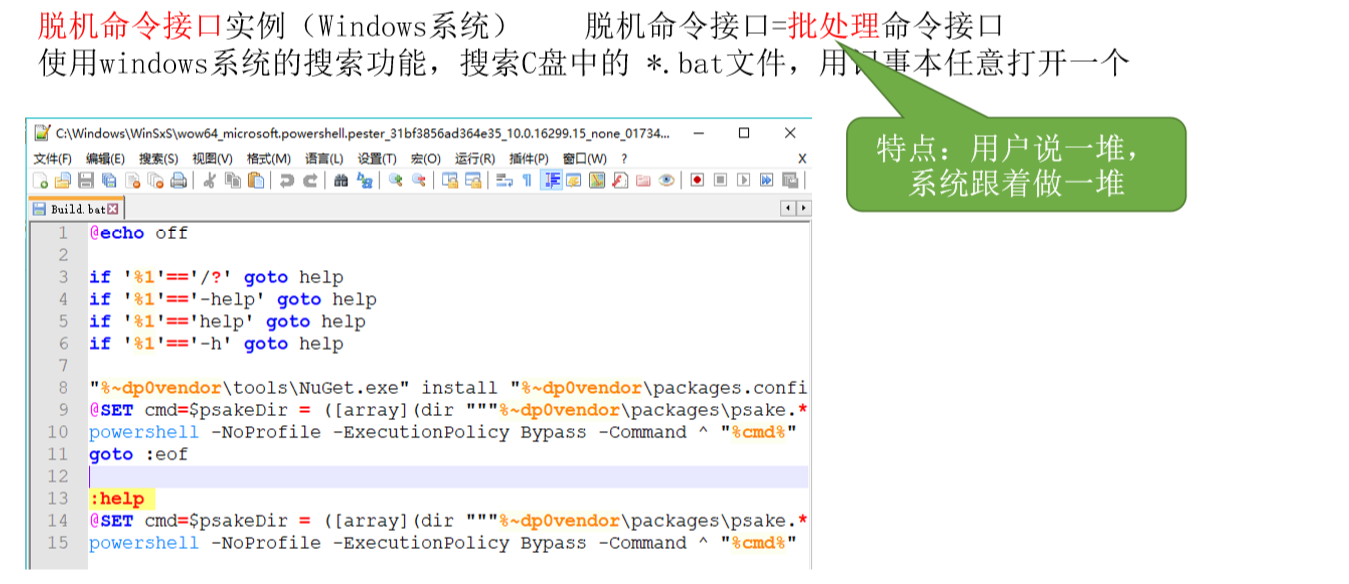 脱机命令接口实例（Windows系统） 脱机命令接口=批处理命令接口
使用windows系统的搜索功能，搜索C盘中的 *.bat文件，用记事本任意打开一个
特点：用户说一堆，
系统跟着做一堆
C:\Windows\WinSxS\wow64_microsoft.powershell.pester_31bf3856ad364e35_10.0.16299.15_none_01734...
文件(F) 编辑(E) 搜索(S) 视图(V) 格式(M) 语言(L) 设置(T) 宏(O) 运行(R) 插件(P) 窗口(W) ? X
Build.bat
1 @echo off
2
3 if '%1'=='/?' goto help
4 if '%1'=='-help' goto help
5 if '%1'=='help' goto help
6 if '%1'=='-h' goto help
7
8 "%~dp0vendor\tools\NuGet.exe" install "%~dp0vendor\packages.confi
9 @SET cmd=$psakeDir = ([array](dir """%~dp0vendor\packages\psake.*
10 powershell -NoProfile -ExecutionPolicy Bypass -Command ^ "%cmd%"
11 goto :eof
12
13 :help
14 @SET cmd=$psakeDir = ([array](dir """%~dp0vendor\packages\psake.*
15 powershell -NoProfile -ExecutionPolicy Bypass -Command ^ "%cmd%"